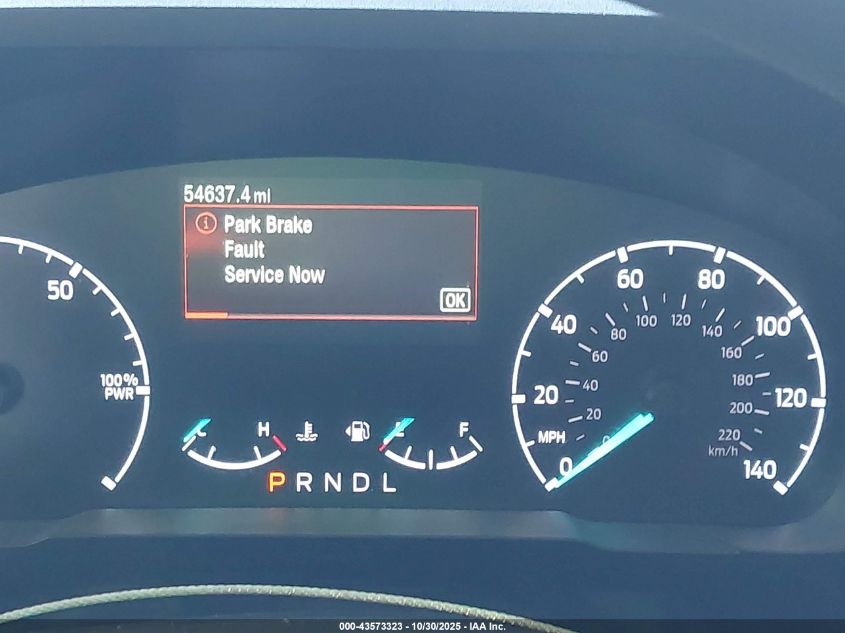 54637.4 mi
Park Brake
Fault
Service Now
OK
50
100%
PWR
C H
E F
P R N D L
0 20 40 60 80 100 120 140
MPH
0 20 40 60 80 100 120 140 160 180 200 220
km/h
000-43573323 - 10/30/2025 - IAA Inc.